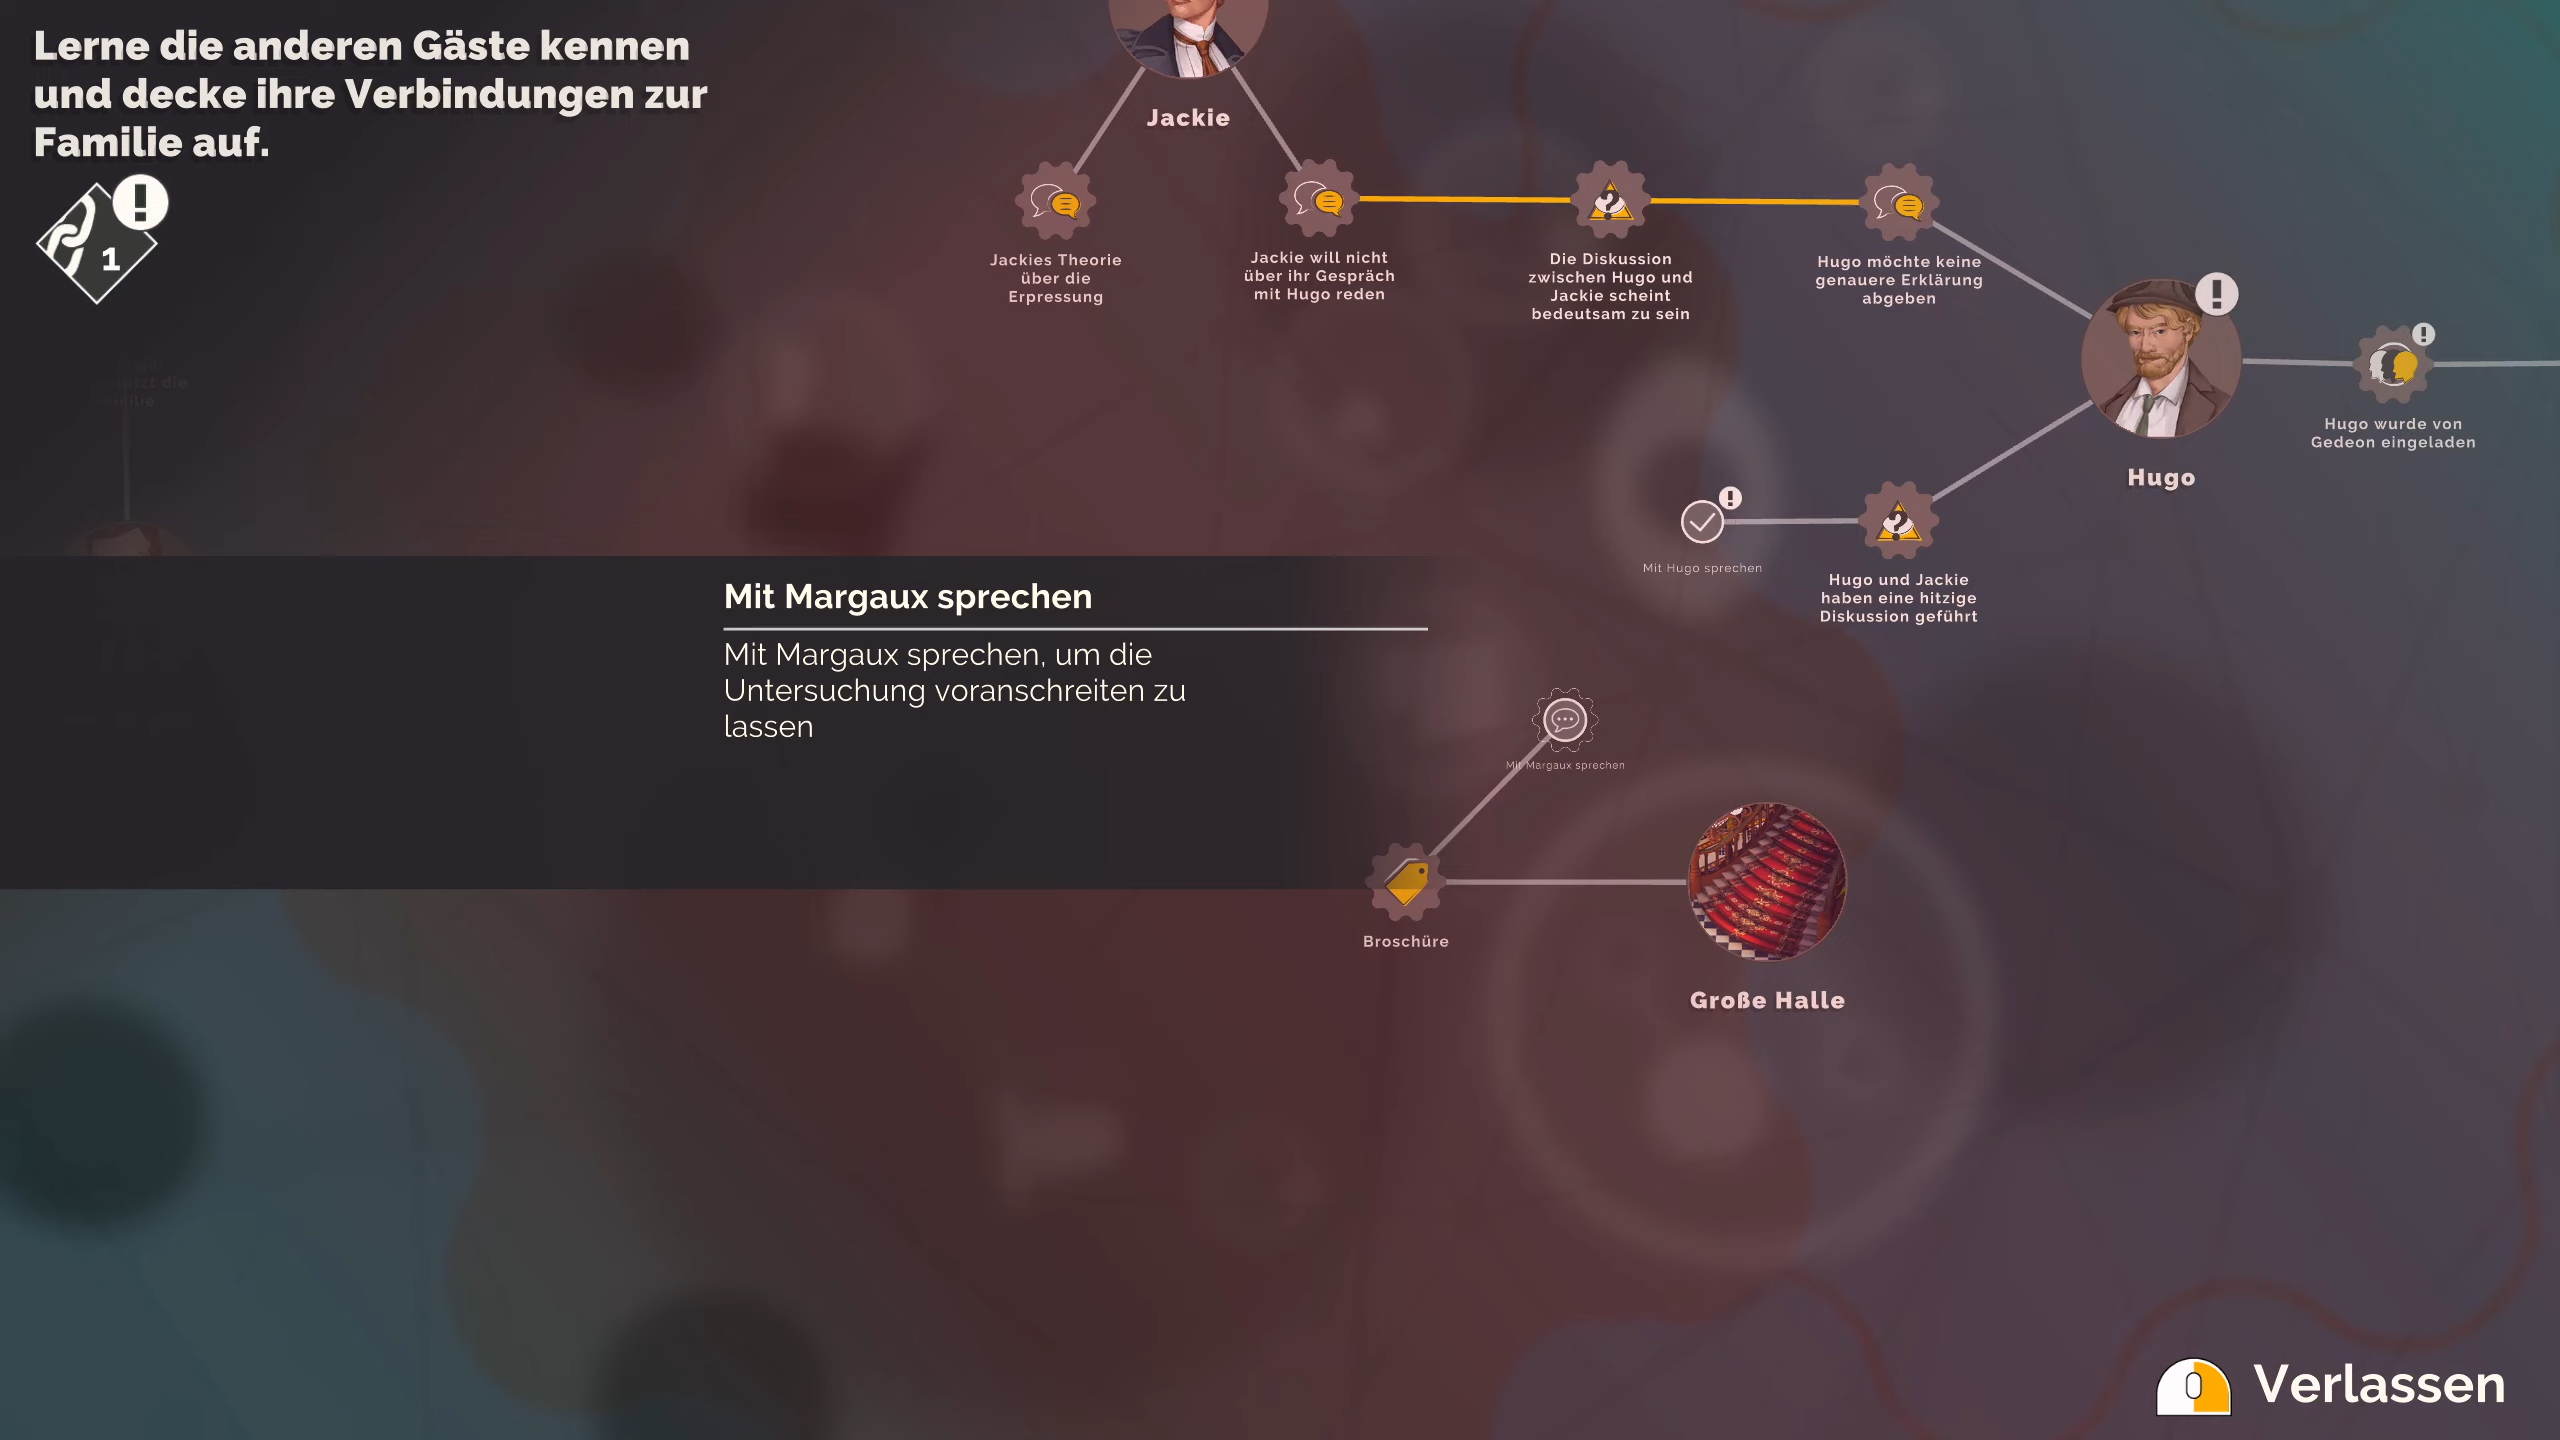 Lerne die anderen Gäste kennen
und decke ihre Verbindungen zur
Familie auf.
1
Jackie
Jackies Theorie
über die
Erpressung
Jackie will nicht
über ihr Gespräch
mit Hugo reden
Die Diskussion
zwischen Hugo und
Jackie scheint
bedeutsam zu sein
Hugo möchte keine
genauere Erklärung
abgeben
Hugo
Hugo wurde von
Gedeon eingeladen
Mit Hugo sprechen
Hugo und Jackie
haben eine hitzige
Diskussion geführt
Mit Margaux sprechen
Mit Margaux sprechen, um die
Untersuchung voranschreiten zu
lassen
Mit Margaux sprechen
Broschüre
Große Halle
Verlassen